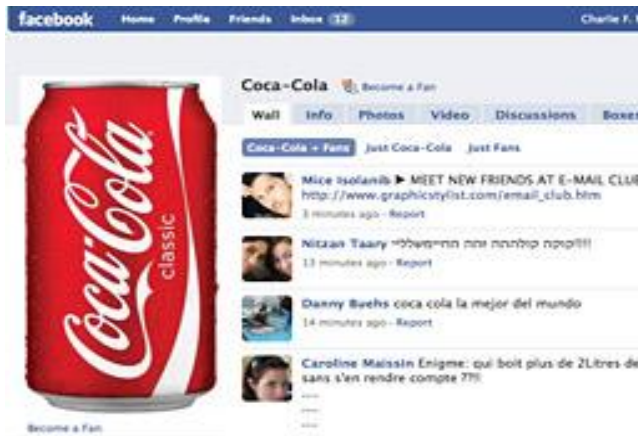 facebook Home Profile Friends Inbox 12 Charlie F.
Coca-Cola Become a Fan
Wall Info Photos Video Discussions Boxes
Coca-Cola + Fans Just Coca-Cola Just Fans
Coca-Cola
classic
Mice Isolanib ▶ MEET NEW FRIENDS AT E-MAIL CLUB
http://www.graphicstylist.com/email_club.htm
3 minutes ago - Report
Nitzan Taary
13 minutes ago - Report
Danny Buehs coca cola la mejor del mundo
14 minutes ago - Report
Caroline Maissin Enigme: qui boit plus de 2Litres de
sans s'en rendre compte ??!!
----
----
----
Become a Fan